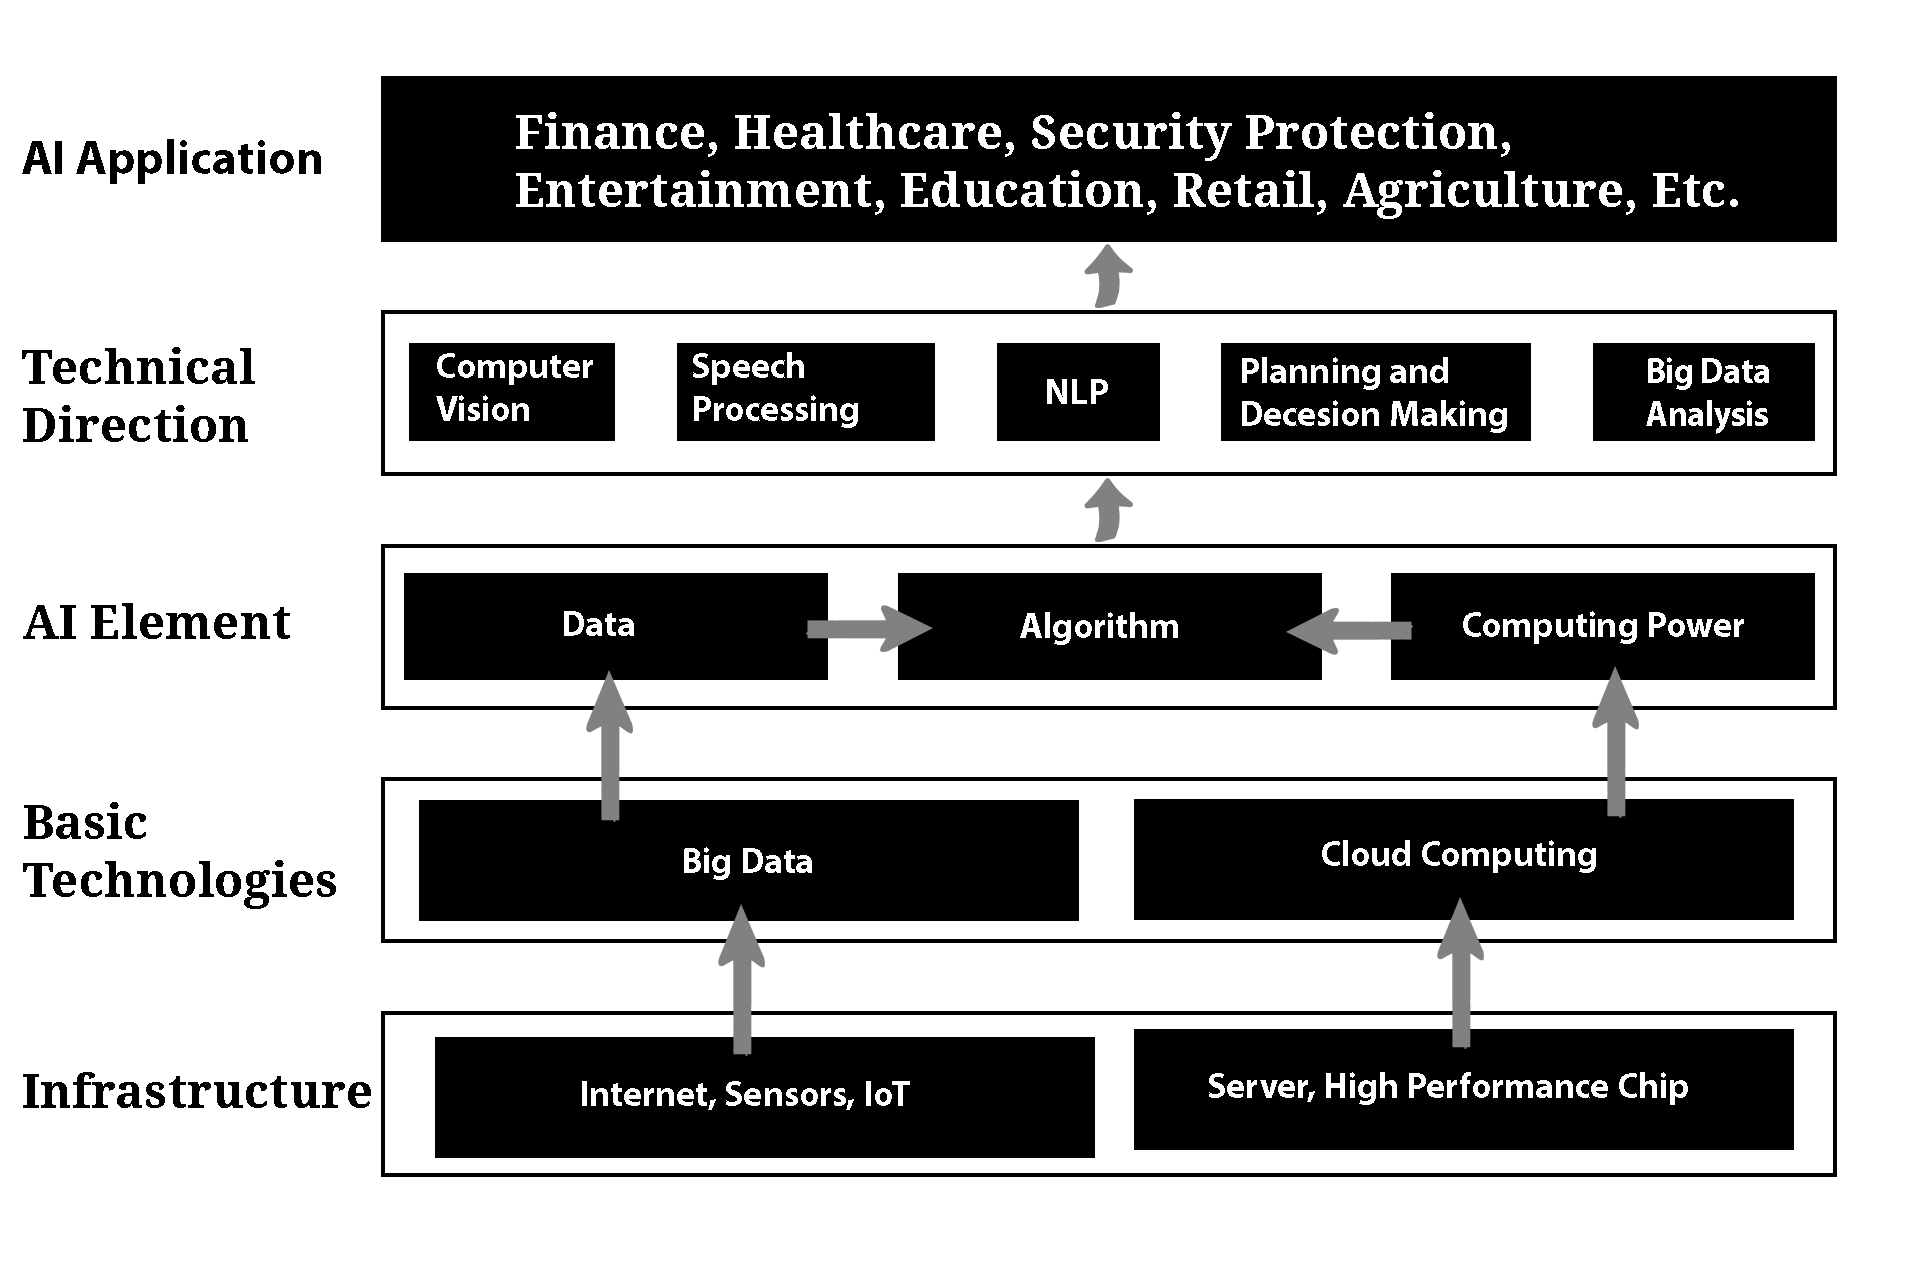 AI Application
Finance, Healthcare, Security Protection,
Entertainment, Education, Retail, Agriculture, Etc.
Technical
Direction
Computer
Vision
Speech
Processing
NLP
Planning and
Decesion Making
Big Data
Analysis
AI Element
Data
Algorithm
Computing Power
Basic
Technologies
Big Data
Cloud Computing
Infrastructure
Internet, Sensors, IoT
Server, High Performance Chip